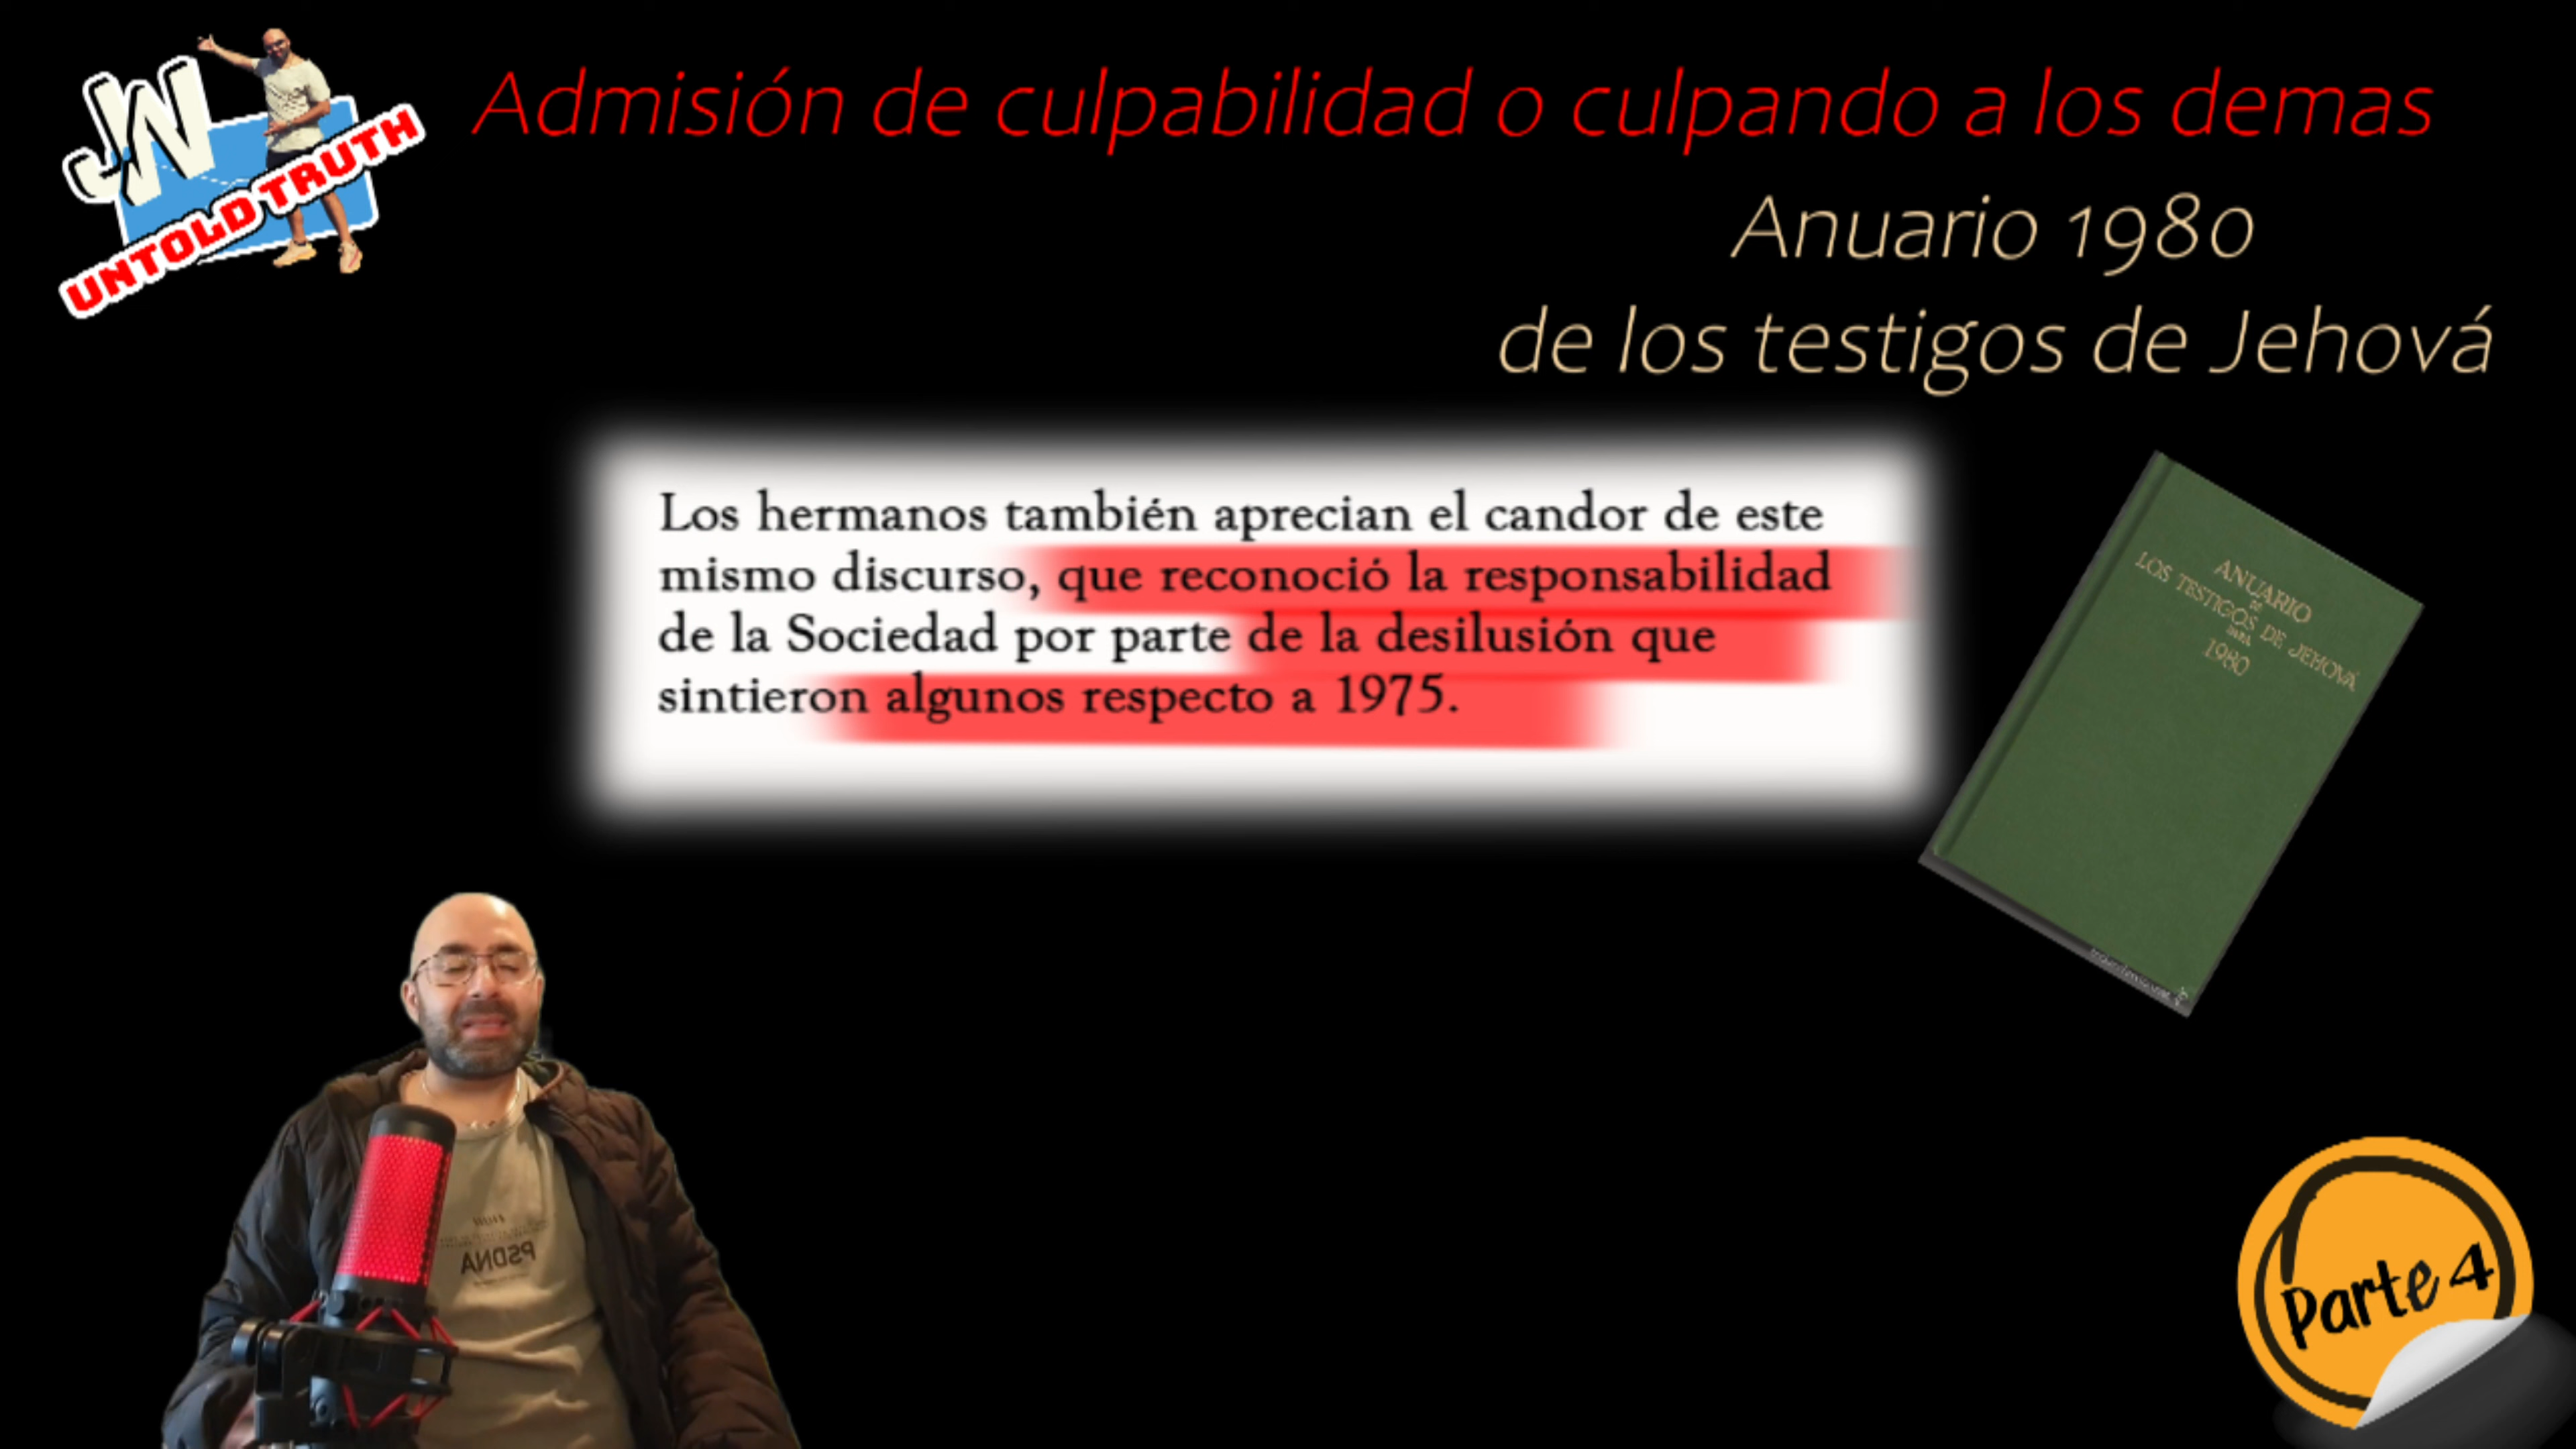 JW
UNTOLD TRUTH
Admisión de culpabilidad o culpando a los demas
Anuario 1980
de los testigos de Jehová
Los hermanos también aprecian el candor de este
mismo discurso, que reconoció la responsabilidad
de la Sociedad por parte de la desilusión que
sintieron algunos respecto a 1975.
ANUARIO
DE
LOS TESTIGOS DE JEHOVÁ
PARA
1980
PSDNA
Parte 4